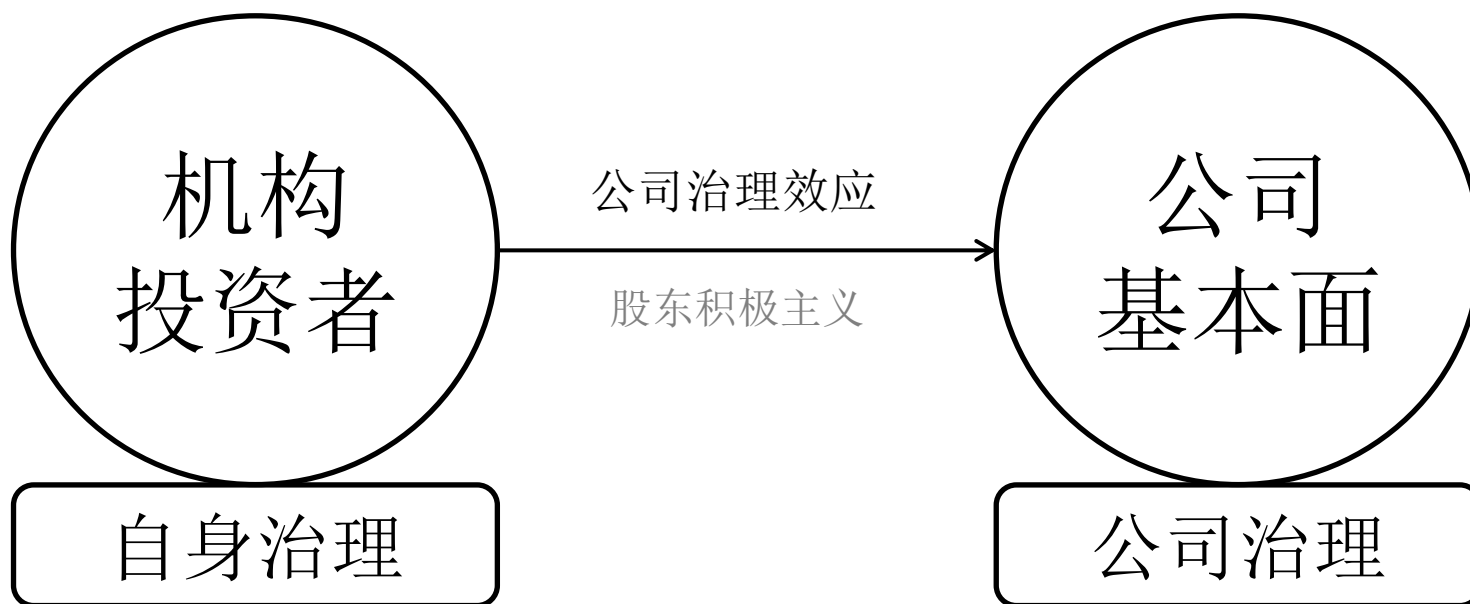 机构
投资者
公司治理效应
股东积极主义
公司
基本面
自身治理
公司治理